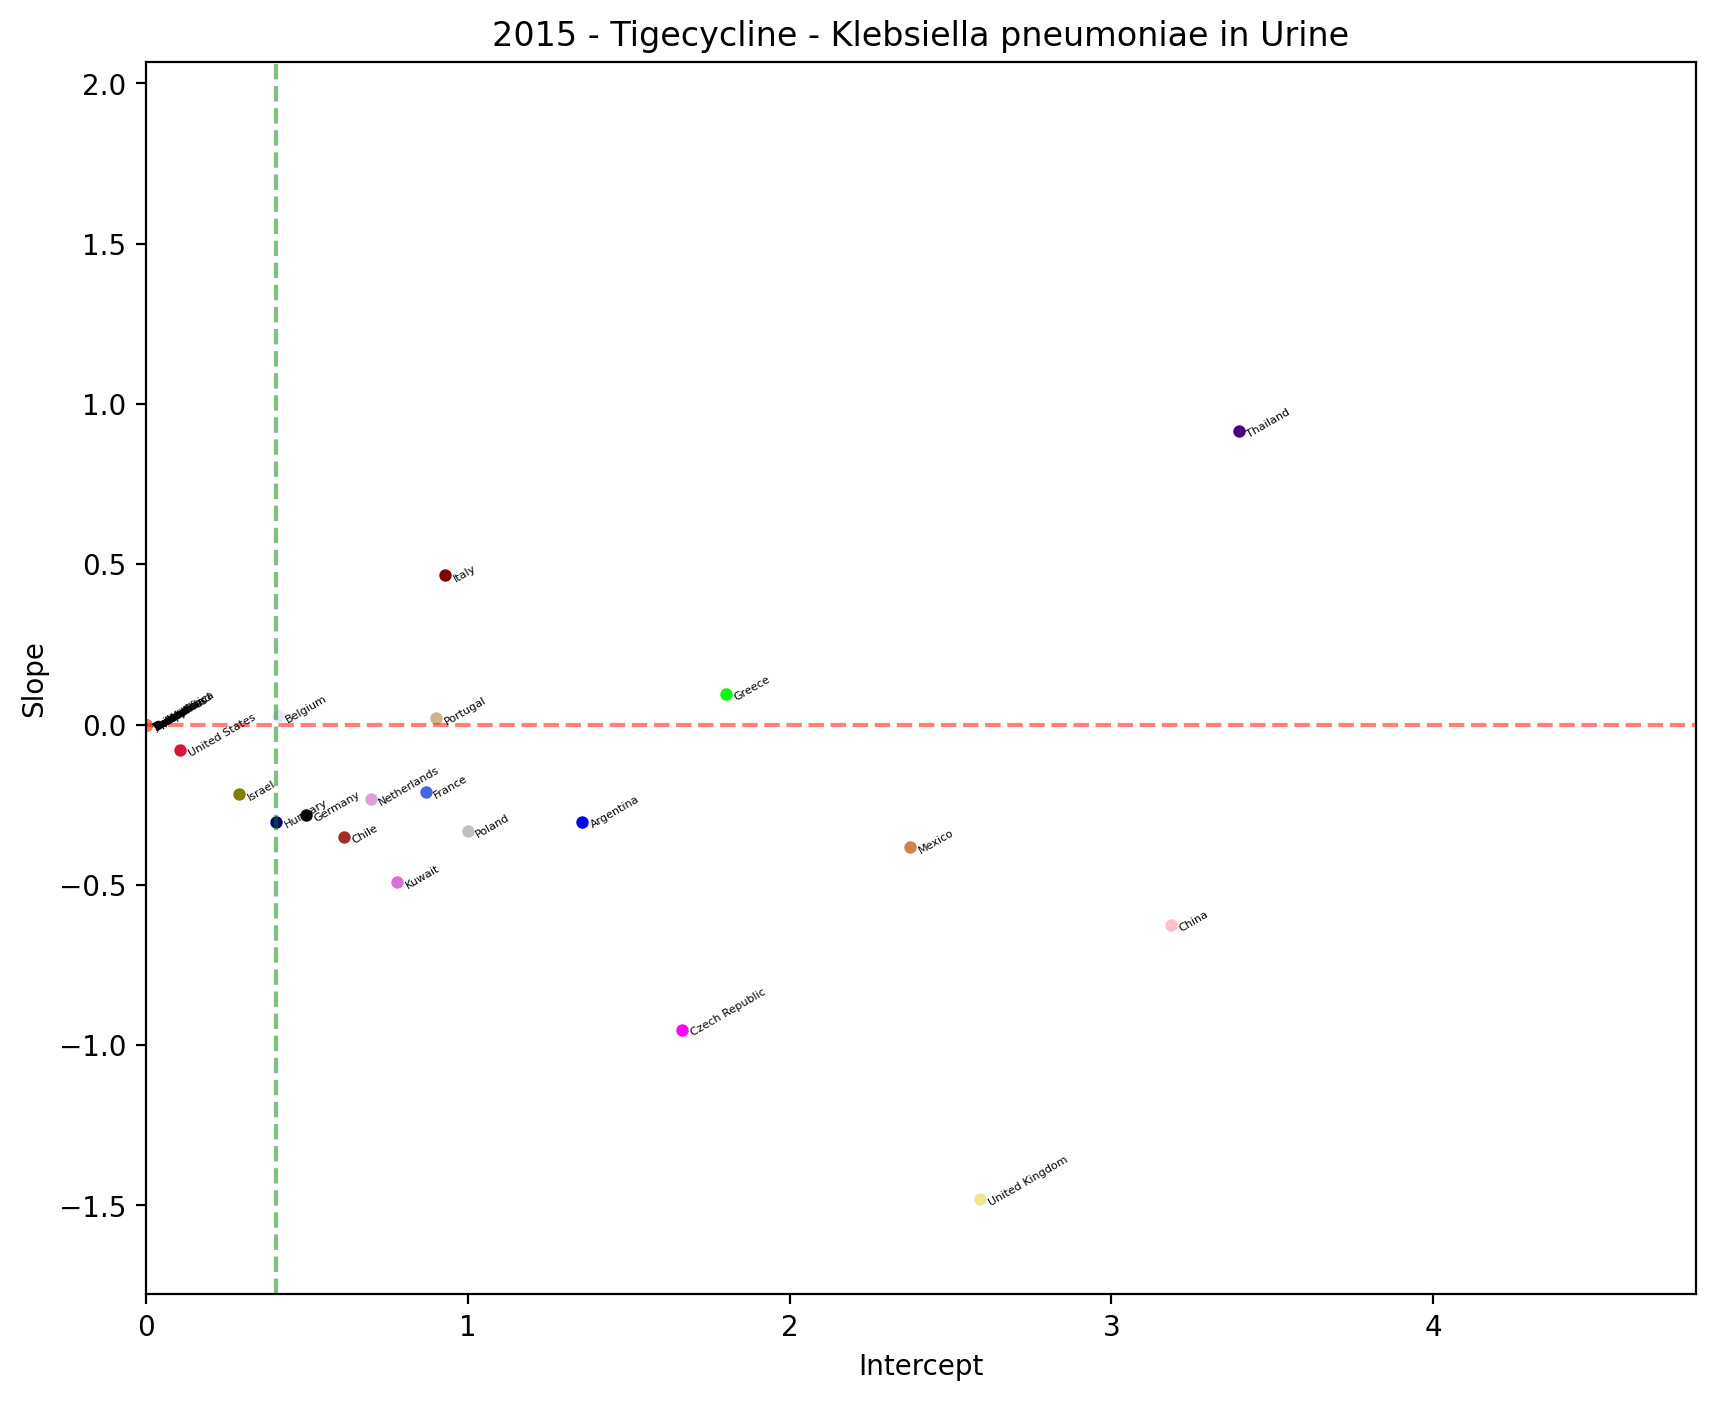 2015 - Tigecycline - Klebsiella pneumoniae in Urine
2.0
1.5
1.0
0.5
0.0
−0.5
−1.0
−1.5
Slope
Thailand
Italy
Greece
Portugal
Belgium
United States
Israel
Hungary
Germany
Netherlands
France
Chile
Poland
Argentina
Kuwait
Mexico
China
Czech Republic
United Kingdom
0
1
2
3
4
Intercept